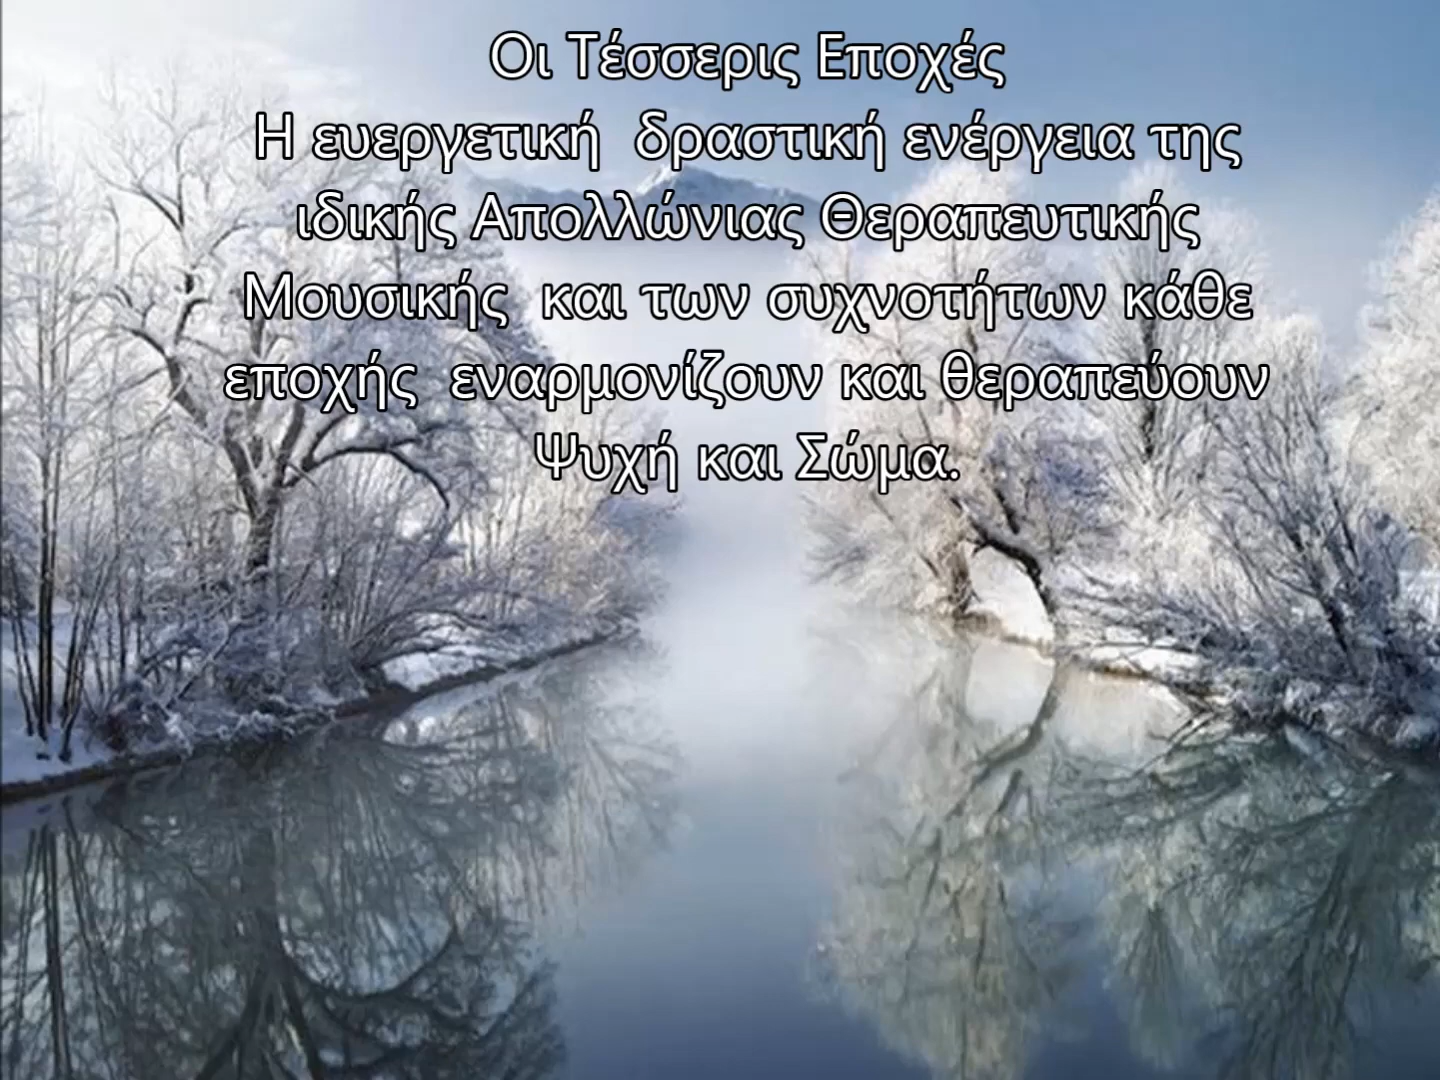 Οι Τέσσερις Εποχές
Η ευεργετική  δραστική ενέργεια της
ιδικής Απολλώνιας Θεραπευτικής
Μουσικής  και των συχνοτήτων κάθε
εποχής  εναρμονίζουν και θεραπεύουν
Ψυχή και Σώμα.